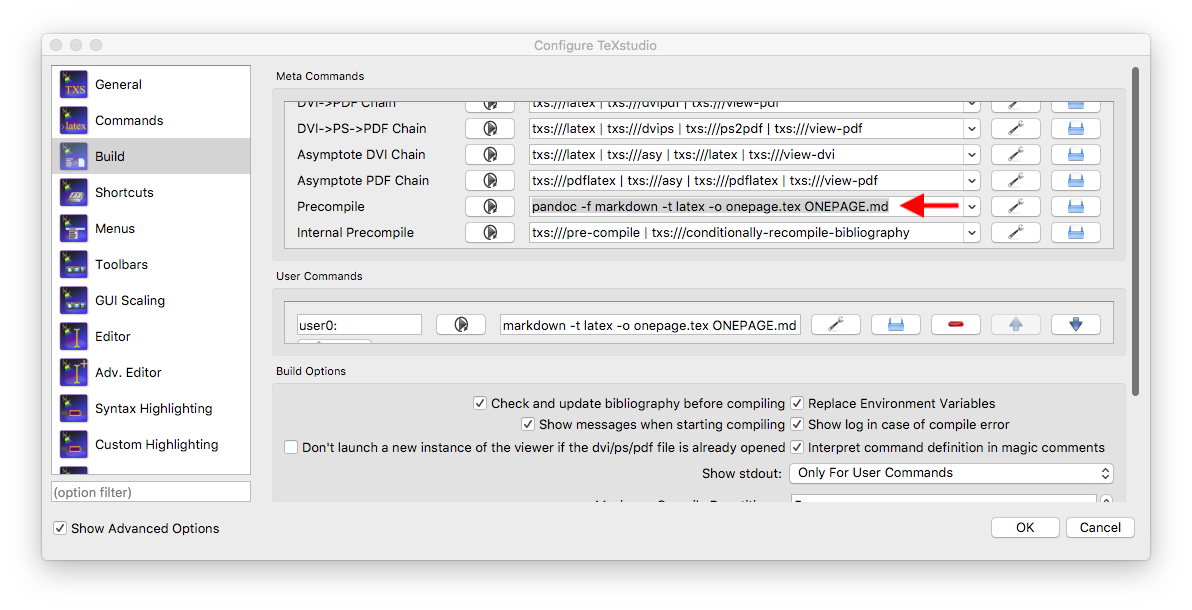 Configure TeXstudio
TXS
General
latex
Commands
Build
Shortcuts
Menus
Toolbars
GUI Scaling
Editor
Adv. Editor
Syntax Highlighting
Custom Highlighting
(option filter)
Show Advanced Options
Meta Commands
DVI->PDF Chain
txs:///latex | txs:///dvipdf | txs:///view-pdf
DVI->PS->PDF Chain
txs:///latex | txs:///dvips | txs:///ps2pdf | txs:///view-pdf
Asymptote DVI Chain
txs:///latex | txs:///asy | txs:///latex | txs:///view-dvi
Asymptote PDF Chain
txs:///pdflatex | txs:///asy | txs:///pdflatex | txs:///view-pdf
Precompile
pandoc -f markdown -t latex -o onepage.tex ONEPAGE.md
Internal Precompile
txs:///pre-compile | txs:///conditionally-recompile-bibliography
User Commands
user0:
markdown -t latex -o onepage.tex ONEPAGE.md
Build Options
Check and update bibliography before compiling
Replace Environment Variables
Show messages when starting compiling
Show log in case of compile error
Don't launch a new instance of the viewer if the dvi/ps/pdf file is already opened
Interpret command definition in magic comments
Show stdout:
Only For User Commands
OK
Cancel